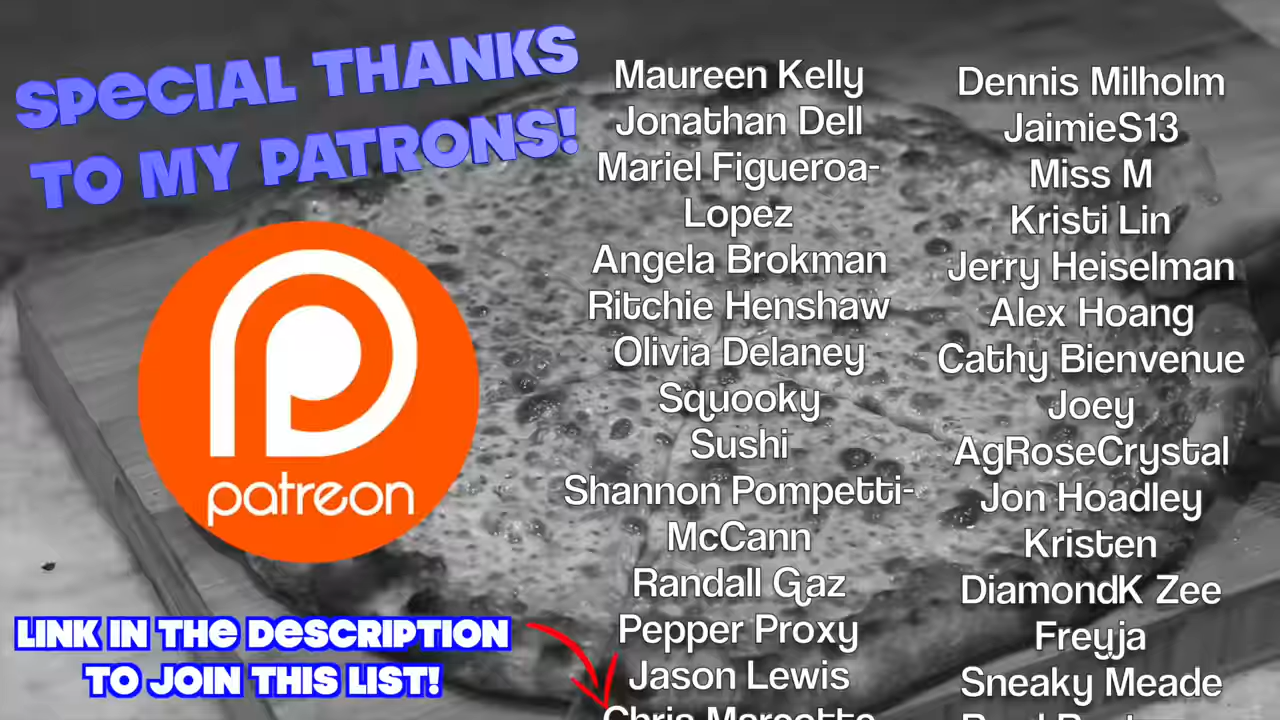 SPECIAL THANKS
TO MY PATRONS!
patreon
LINK IN THE DESCRIPTION
TO JOIN THIS LIST!
Maureen Kelly
Jonathan Dell
Mariel Figueroa-
Lopez
Angela Brokman
Ritchie Henshaw
Olivia Delaney
Squooky
Sushi
Shannon Pompetti-
McCann
Randall Gaz
Pepper Proxy
Jason Lewis
Chris
Dennis Milholm
JaimieS13
Miss M
Kristi Lin
Jerry Heiselman
Alex Hoang
Cathy Bienvenue
Joey
AgRoseCrystal
Jon Hoadley
Kristen
DiamondK Zee
Freyja
Sneaky Meade